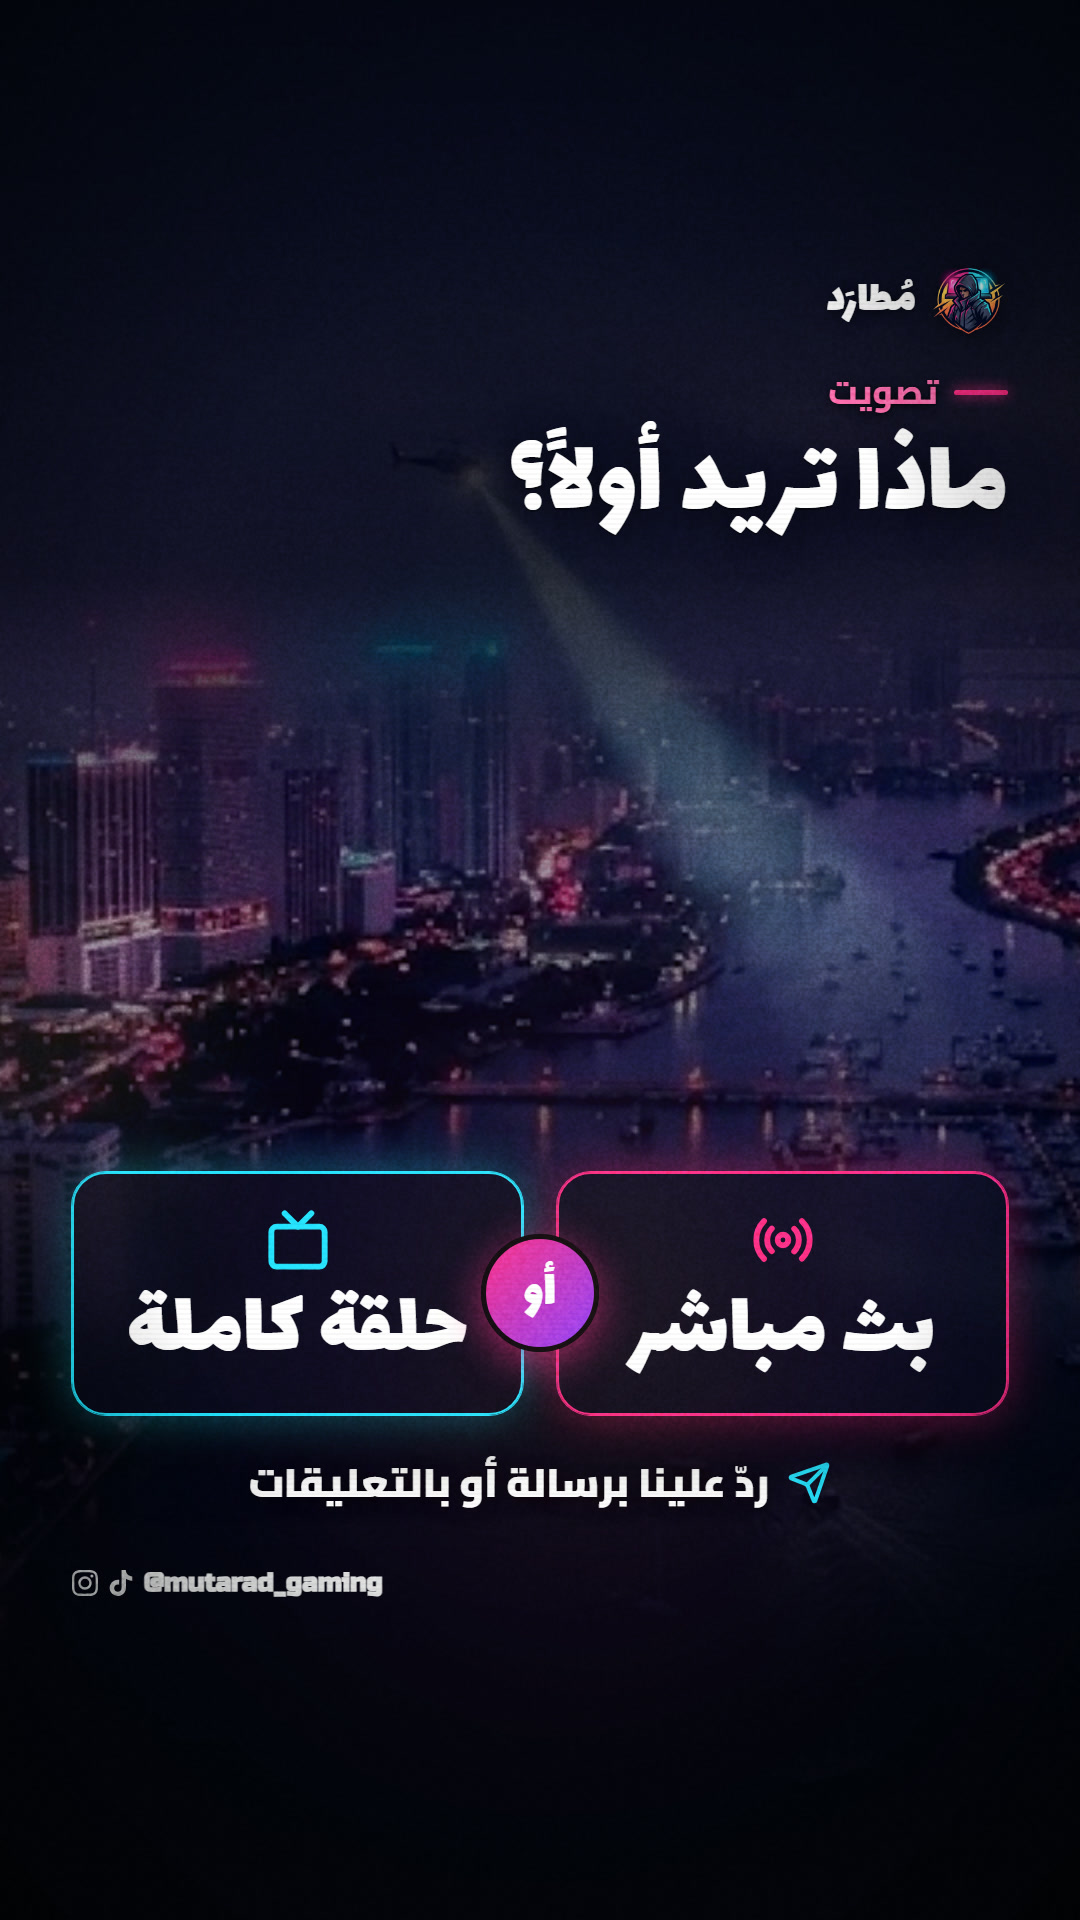 مُطارَد
تصويت
ماذا تريد أولاً؟
بث مباشر
أو
حلقة كاملة
ردّ علينا برسالة أو بالتعليقات
@mutarad_gaming